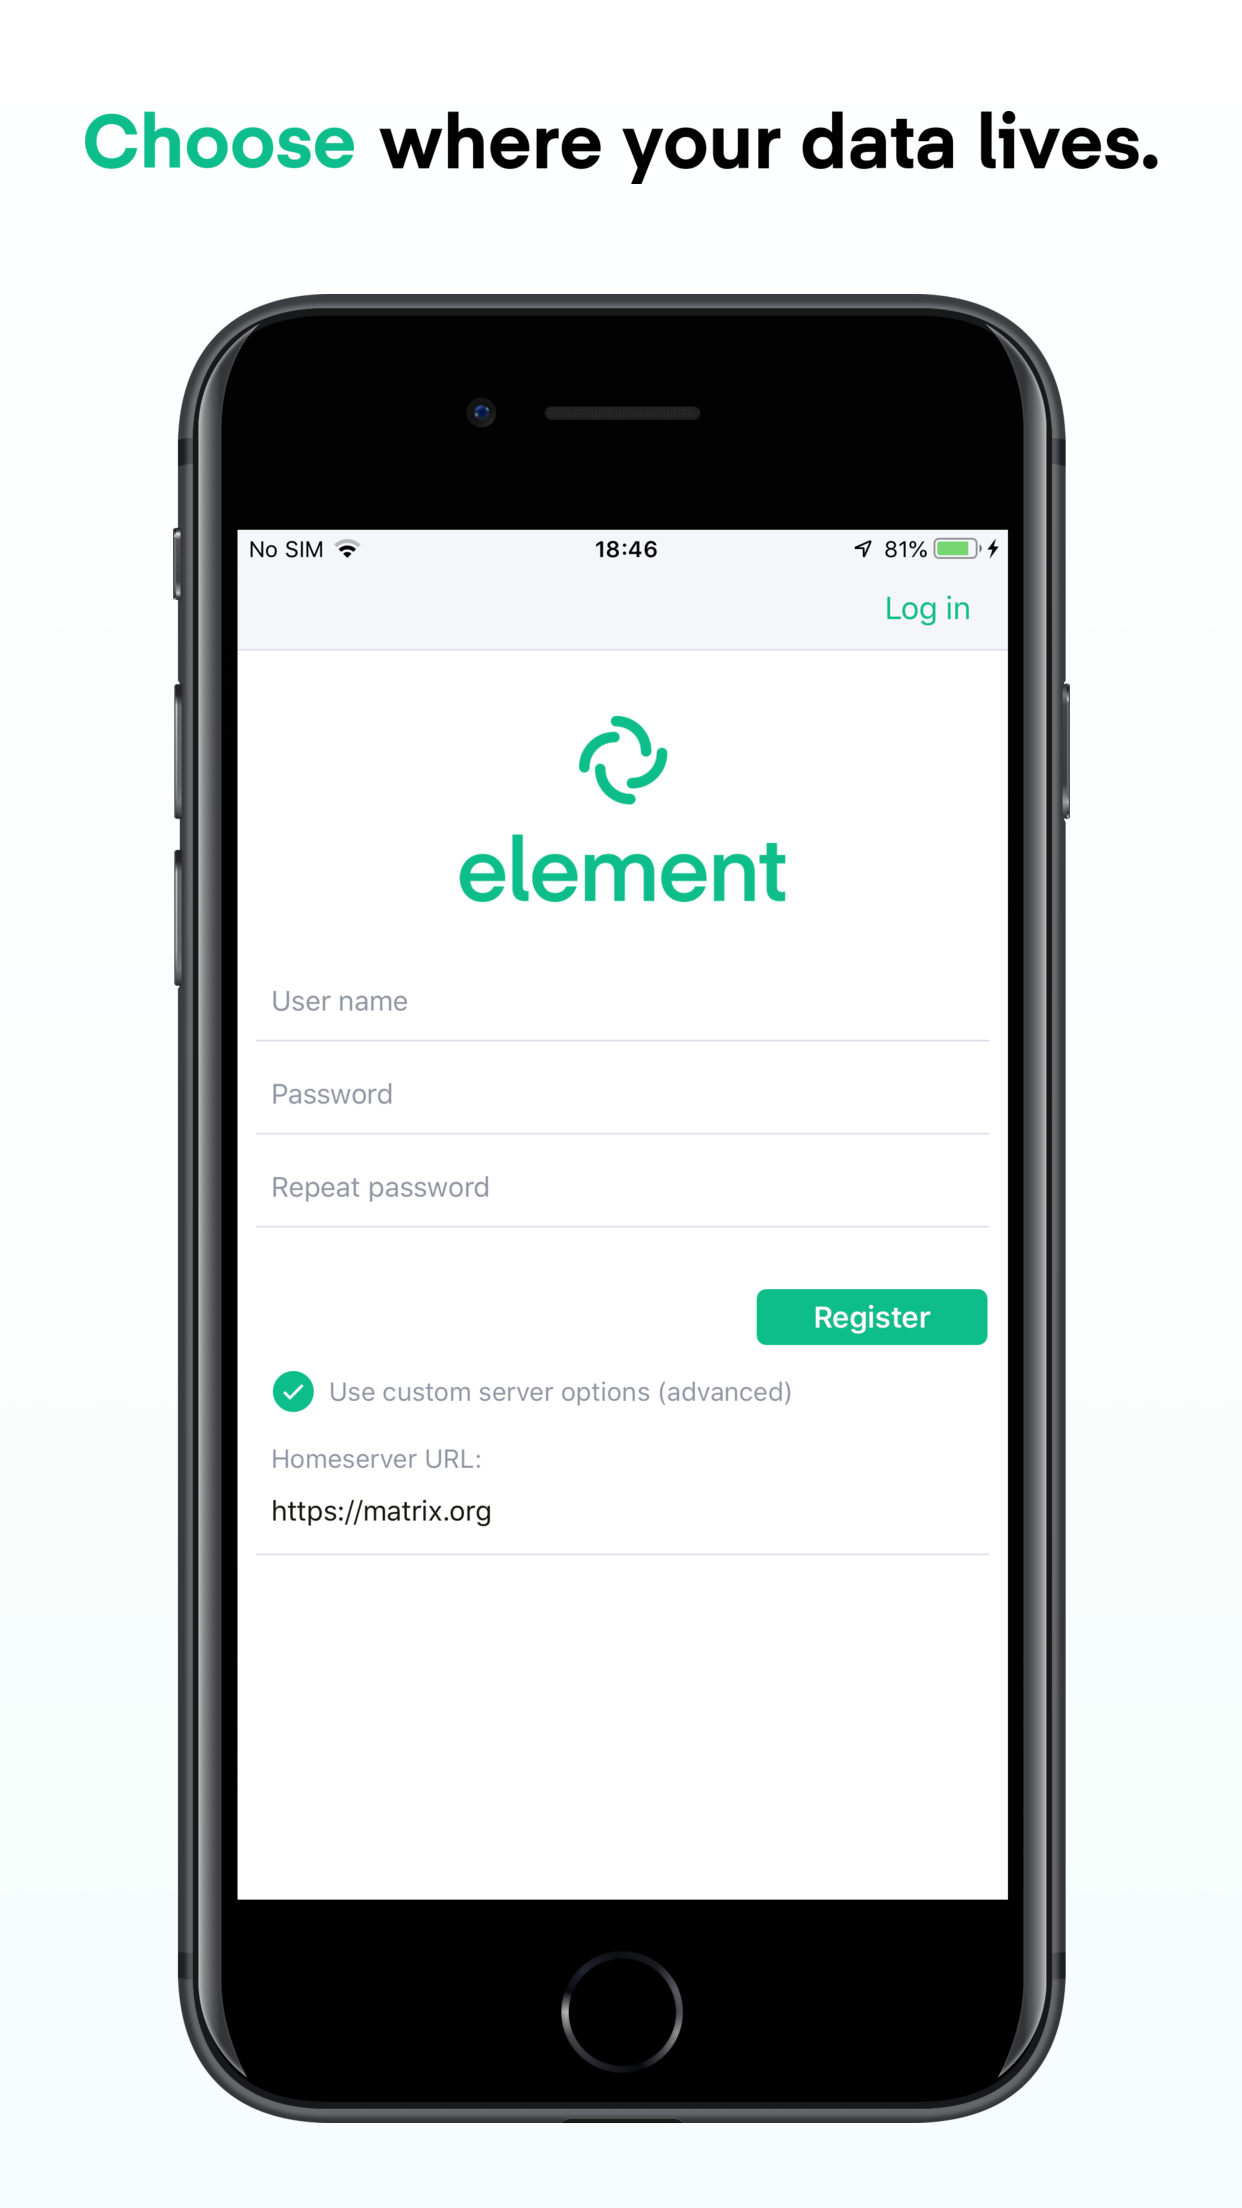 Choose where your data lives.
No SIM 18:46 81%
Log in
element
User name
Password
Repeat password
Register
Use custom server options (advanced)
Homeserver URL:
https://matrix.org